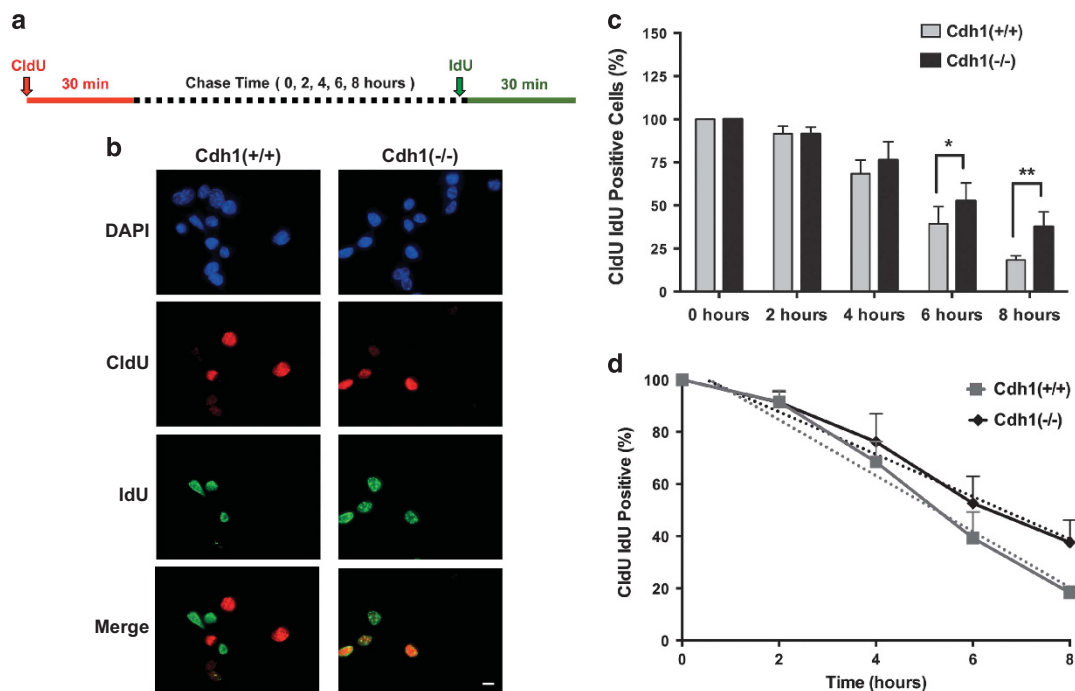 a
CldU
30 min
Chase Time ( 0, 2, 4, 6, 8 hours )
IdU
30 min
b
Cdh1(+/+)
Cdh1(-/-)
DAPI
CldU
IdU
Merge
c
Cdh1(+/+)
Cdh1(-/-)
CldU IdU Positive Cells (%)
150
125
100
75
50
25
0
*
**
0 hours
2 hours
4 hours
6 hours
8 hours
d
Cdh1(+/+)
Cdh1(-/-)
CldU IdU Positive (%)
100
80
60
40
20
0
0
2
4
6
8
Time (hours)